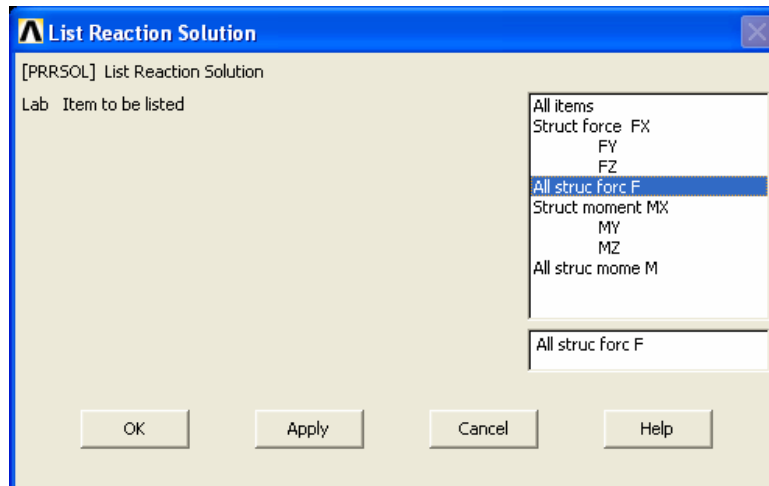 List Reaction Solution
[PRRSOL] List Reaction Solution
Lab Item to be listed
All items
Struct force FX
FY
FZ
All struc forc F
Struct moment MX
MY
MZ
All struc mome M
All struc forc F
OK Apply Cancel Help